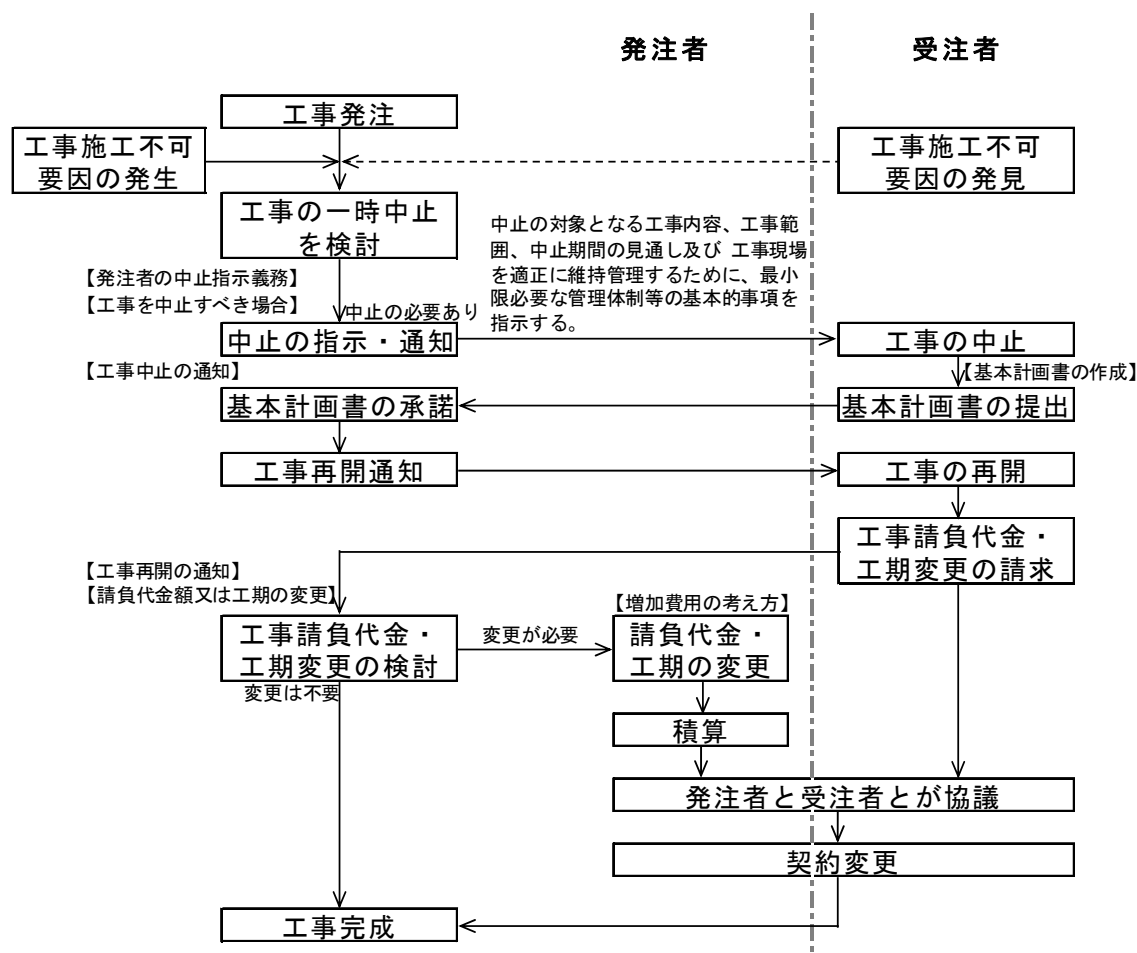 発注者
受注者
工事発注
工事施工不可
要因の発生
工事施工不可
要因の発見
工事の一時中止
を検討
中止の対象となる工事内容、工事範
囲、中止期間の見通し及び 工事現場
を適正に維持管理するために、最小
限必要な管理体制等の基本的事項を
指示する。
【発注者の中止指示義務】
【工事を中止すべき場合】
中止の必要あり
中止の指示・通知
工事の中止
【工事中止の通知】
【基本計画書の作成】
基本計画書の承諾
基本計画書の提出
工事再開通知
工事の再開
工事請負代金・
工期変更の請求
【工事再開の通知】
【請負代金額又は工期の変更】
【増加費用の考え方】
工事請負代金・
工期変更の検討
変更が必要
請負代金・
工期の変更
変更は不要
積算
発注者と受注者とが協議
契約変更
工事完成